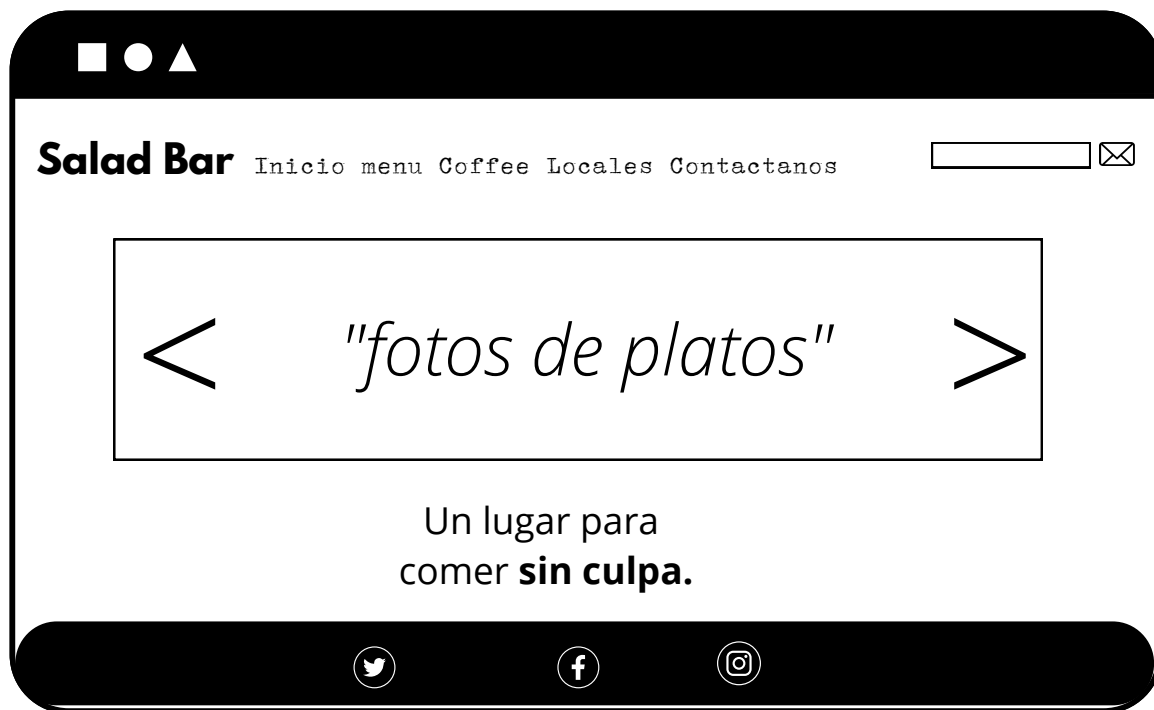 Salad Bar Inicio menu Coffee Locales Contactanos
< "fotos de platos" >
Un lugar para
comer sin culpa.